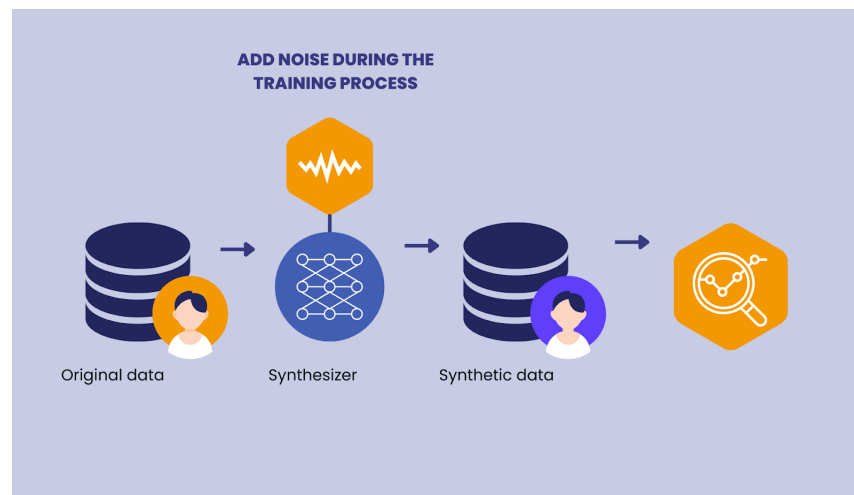 ADD NOISE DURING THE
TRAINING PROCESS
Original data
Synthesizer
Synthetic data